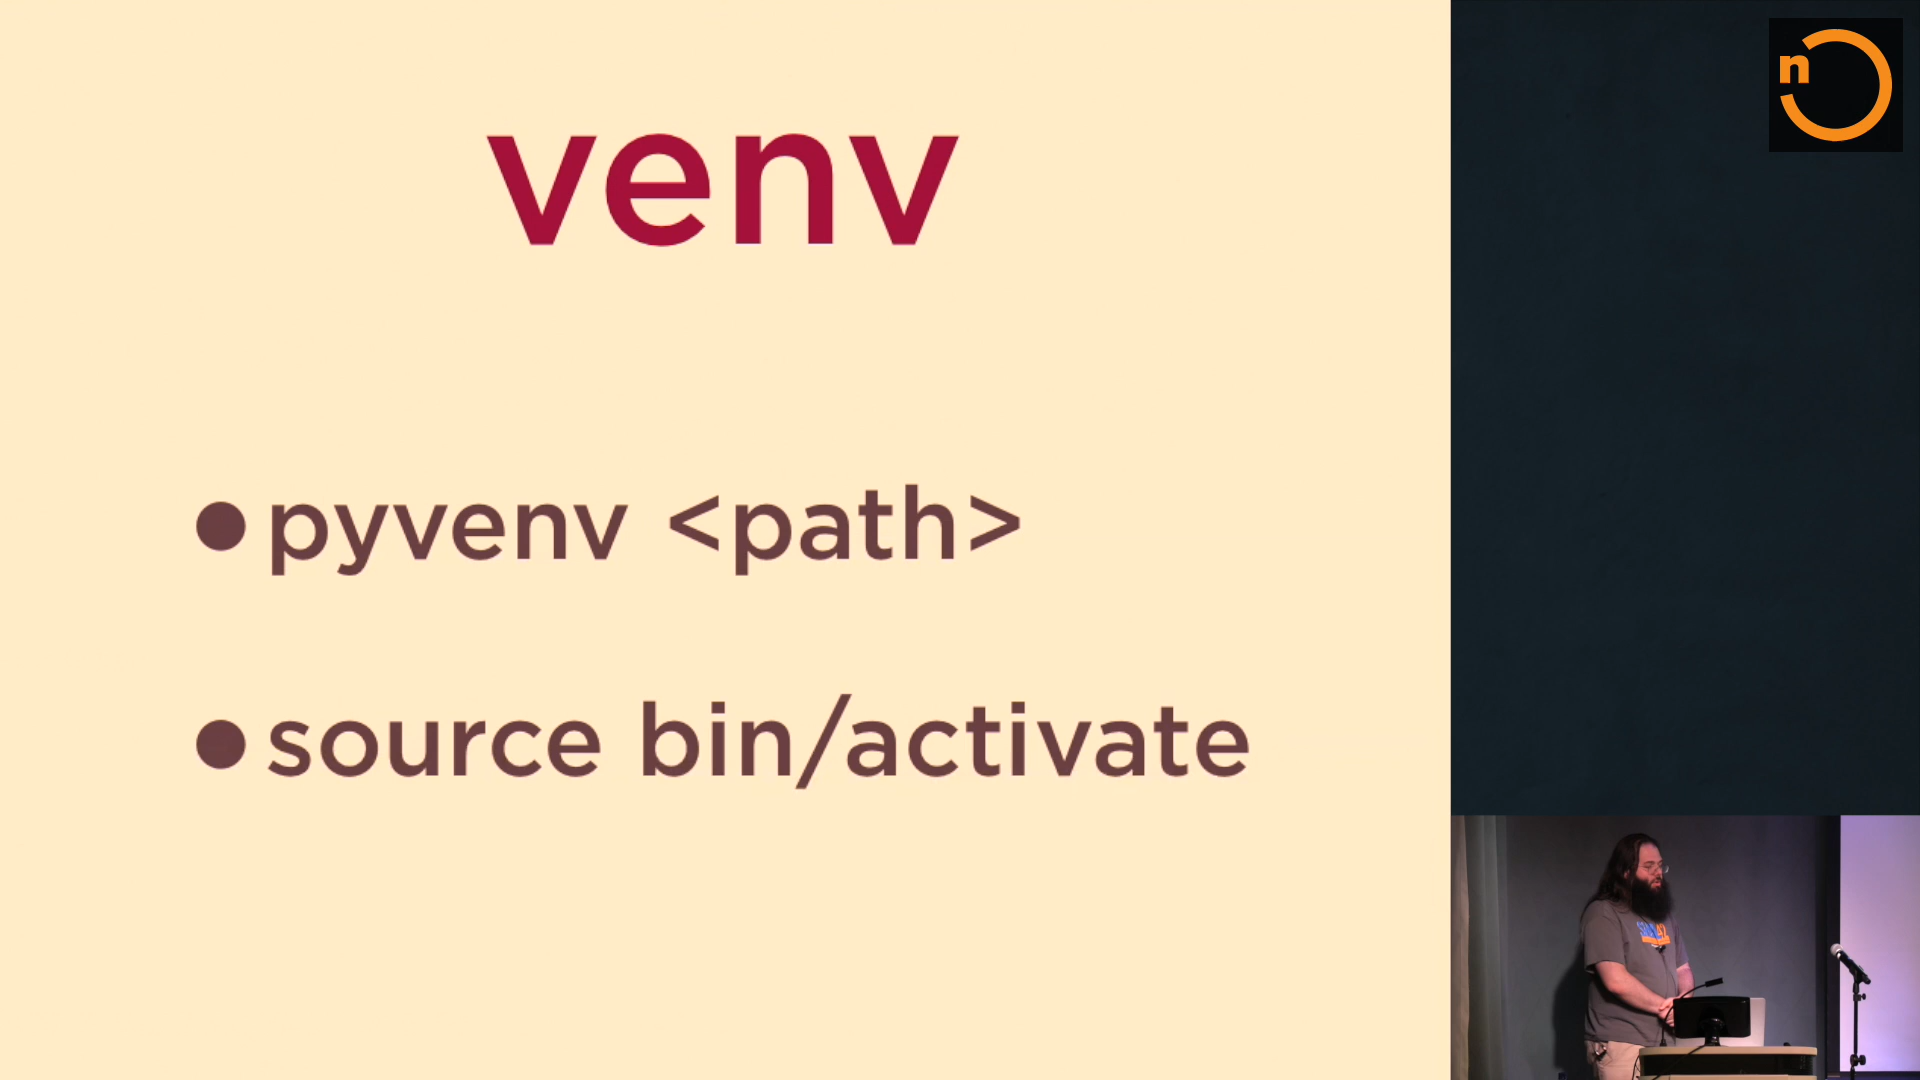 venv
• pyvenv <path>
• source bin/activate
n